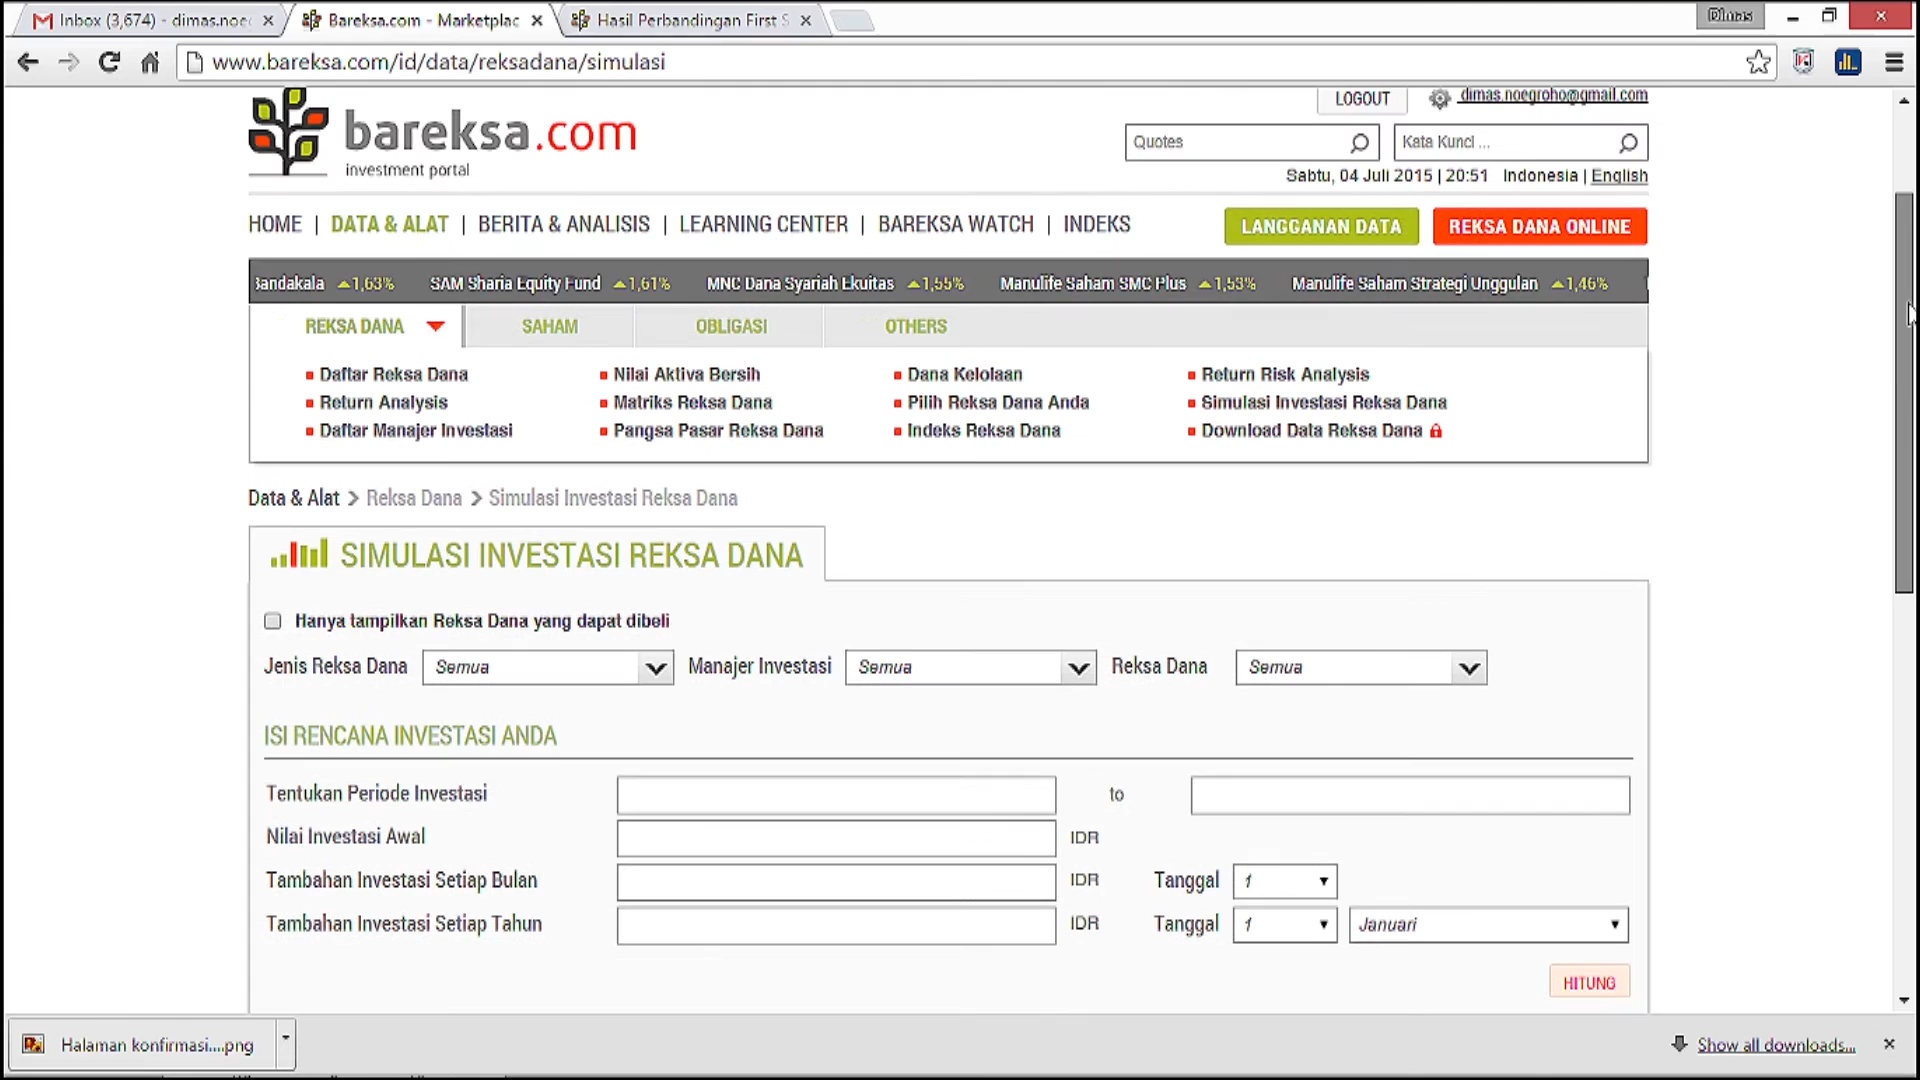 Inbox (3,674) - dimas.noe
Bareksa.com - Marketplac
Hasil Perbandingan First S
Dimas
www.bareksa.com/id/data/reksadana/simulasi
LOGOUT
dimas.noegroho@gmail.com
bareksa.com
investment portal
Quotes
Kata Kunci ...
Sabtu, 04 Juli 2015 | 20:51 Indonesia | English
HOME | DATA & ALAT | BERITA & ANALISIS | LEARNING CENTER | BAREKSA WATCH | INDEKS
LANGGANAN DATA
REKSA DANA ONLINE
Bandakala 1,63% SAM Sharia Equity Fund 1,61% MNC Dana Syariah Ekuitas 1,55% Manulife Saham SMC Plus 1,53% Manulife Saham Strategi Unggulan 1,46%
REKSA DANA SAHAM OBLIGASI OTHERS
Daftar Reksa Dana Nilai Aktiva Bersih Dana Kelolaan Return Risk Analysis
Return Analysis Matriks Reksa Dana Pilih Reksa Dana Anda Simulasi Investasi Reksa Dana
Daftar Manajer Investasi Pangsa Pasar Reksa Dana Indeks Reksa Dana Download Data Reksa Dana
Data & Alat > Reksa Dana > Simulasi Investasi Reksa Dana
SIMULASI INVESTASI REKSA DANA
Hanya tampilkan Reksa Dana yang dapat dibeli
Jenis Reksa Dana Semua Manajer Investasi Semua Reksa Dana Semua
ISI RENCANA INVESTASI ANDA
Tentukan Periode Investasi to
Nilai Investasi Awal IDR
Tambahan Investasi Setiap Bulan IDR Tanggal 1
Tambahan Investasi Setiap Tahun IDR Tanggal 1 Januari
HITUNG
Halaman konfirmasi....png
Show all downloads...